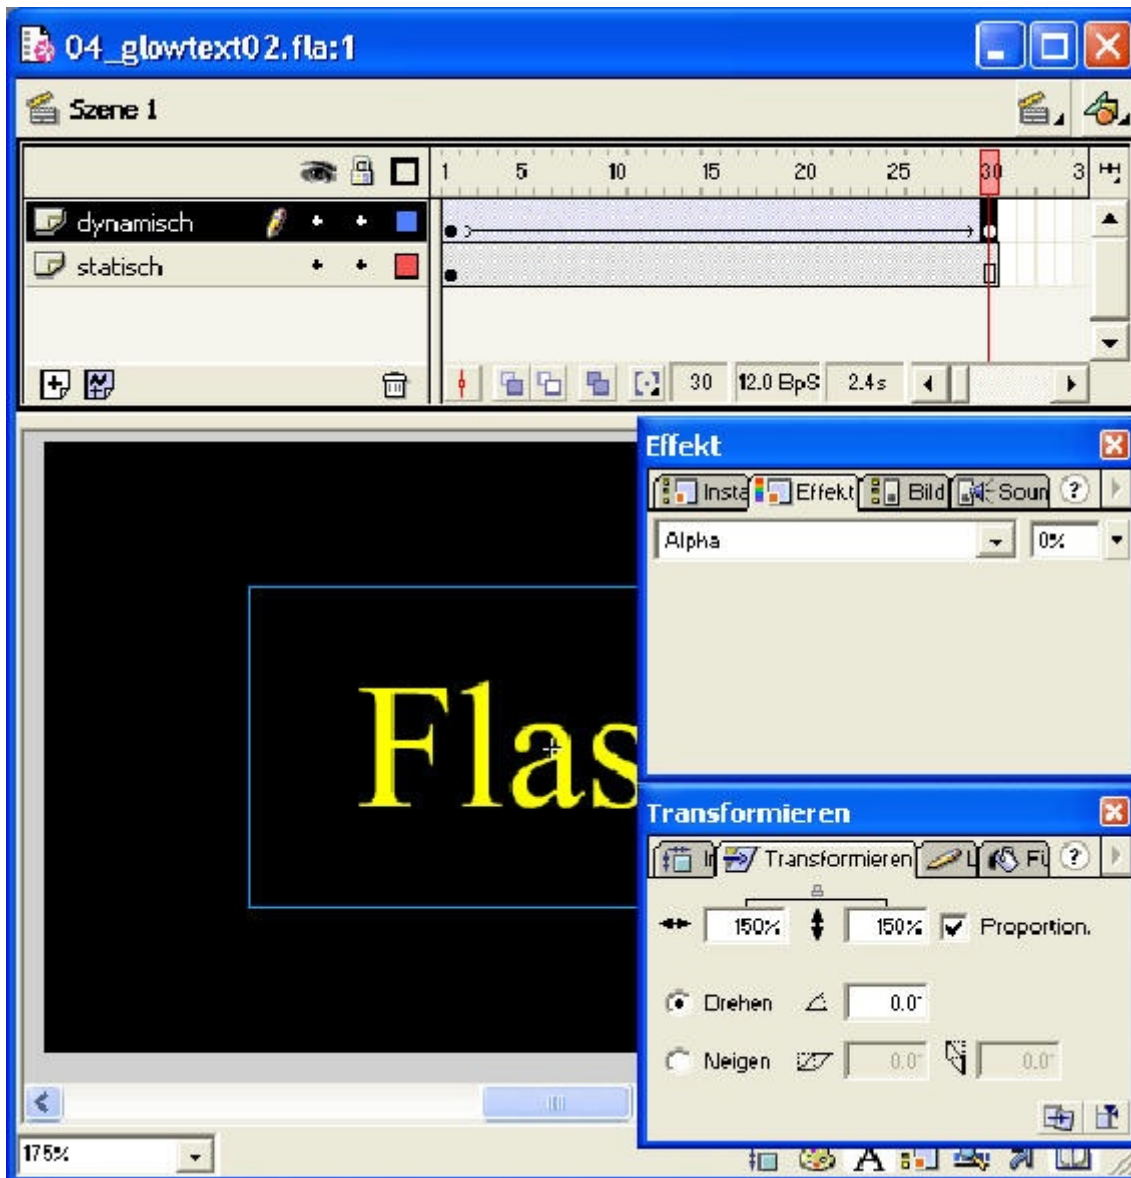 04_glowtext02.fla:1
Szene 1
1 5 10 15 20 25 30 3
dynamisch
statisch
30 12.0 BpS 2.4s
Effekt
Insta Effekt Bild Soun ?
Alpha 0%
Flas
Transformieren
Transformieren Fü ?
150% 150% Proportion.
Drehen 0.0°
Neigen 0.0° 0.0°
175%
A